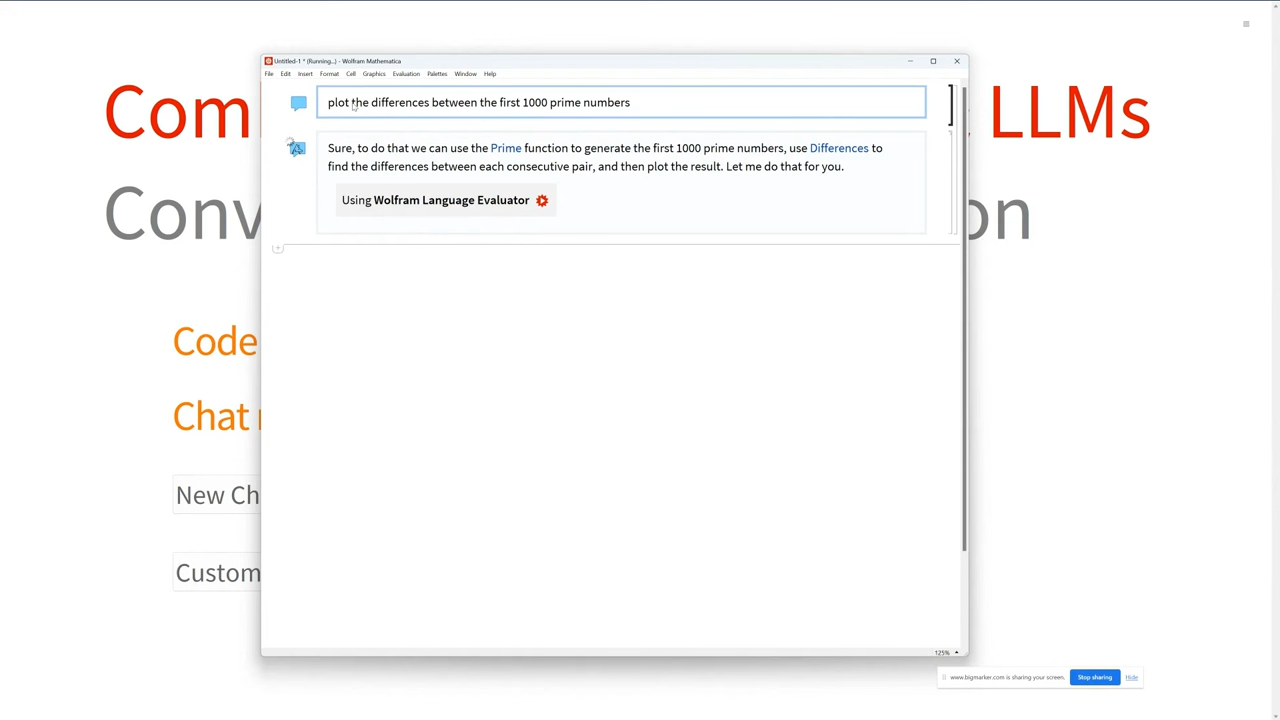 Com
LLMs
Conv
on
Code
Chat
New Ch
Custom
Untitled-1 * (Running...) - Wolfram Mathematica
File Edit Insert Format Cell Graphics Evaluation Palettes Window Help
plot the differences between the first 1000 prime numbers
Sure, to do that we can use the Prime function to generate the first 1000 prime numbers, use Differences to
find the differences between each consecutive pair, and then plot the result. Let me do that for you.
Using Wolfram Language Evaluator
125%
www.bigmarker.com is sharing your screen. Stop sharing Hide